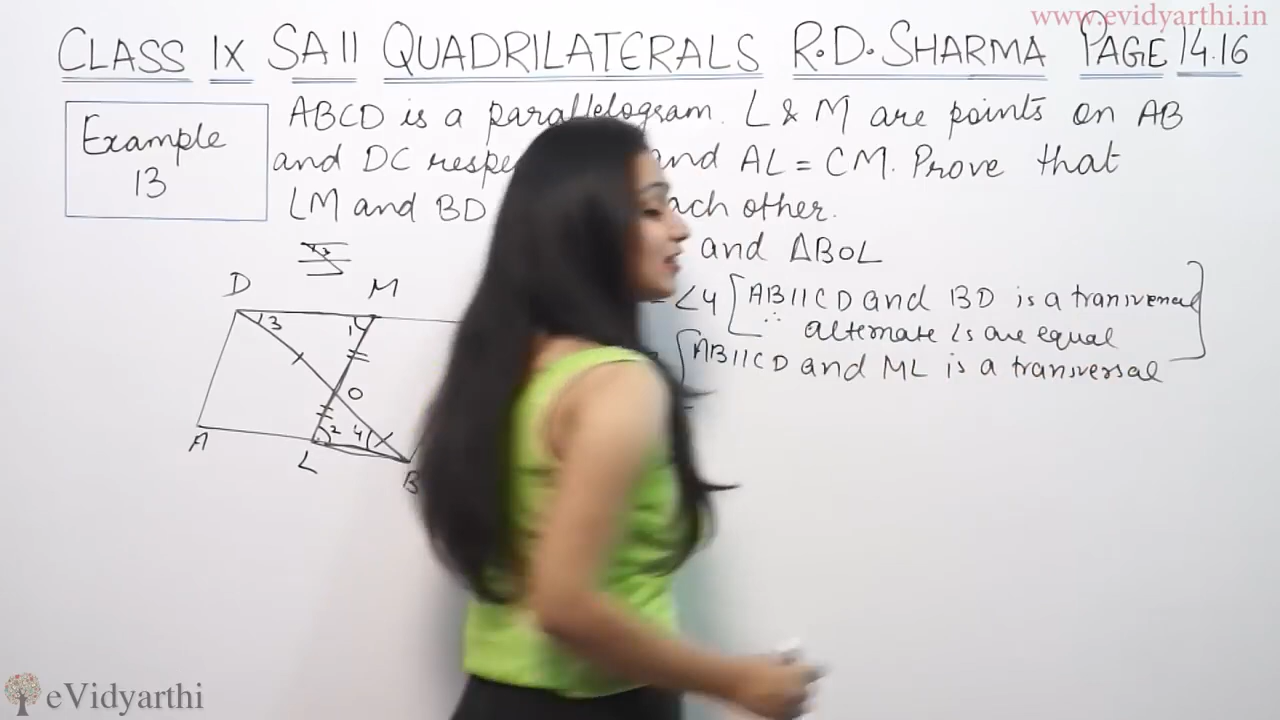 www.evidyarthi.in
CLASS IX SA II QUADRILATERALS R.D. SHARMA PAGE 14.16
Example
13
ABCD is a parallelogram. L & M are points on AB
and DC and AL = CM. Prove that
LM and BD each other.
and ΔBOL
∠4 [AB||CD and BD is a transversal
∴ alternate ∠s are equal]
[AB||CD and ML is a transversal
D M
3 1
O
2 4
A L B
eVidyarthi